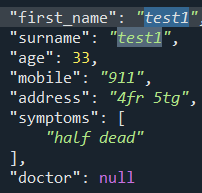 "first_name": "test1",
"surname": "test1",
"age": 33,
"mobile": "911",
"address": "4fr 5tg",
"symptoms": [
"half dead"
],
"doctor": null